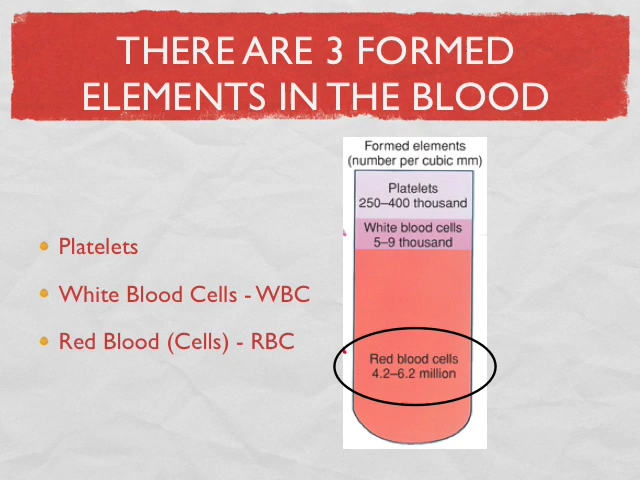 THERE ARE 3 FORMED
ELEMENTS IN THE BLOOD
Platelets
White Blood Cells - WBC
Red Blood (Cells) - RBC
Formed elements
(number per cubic mm)
Platelets
250–400 thousand
White blood cells
5–9 thousand
Red blood cells
4.2–6.2 million